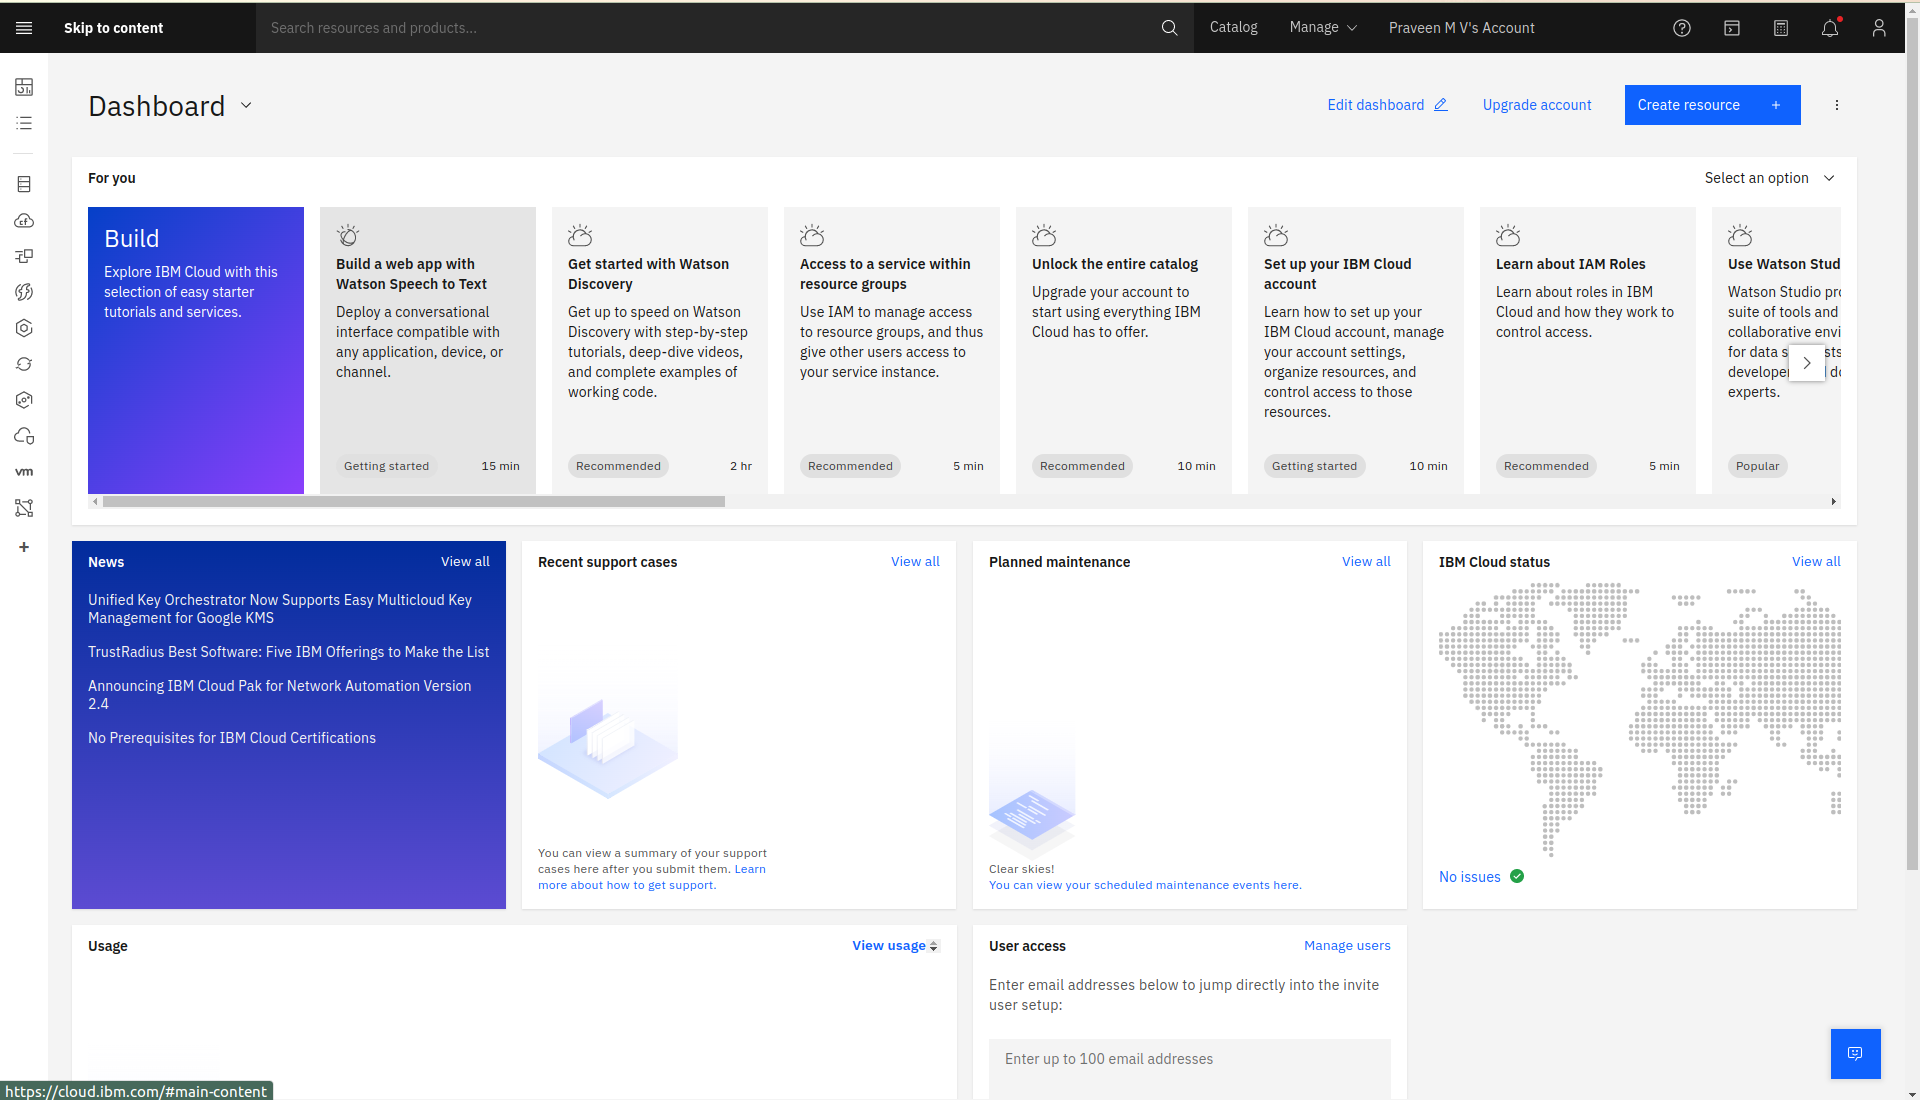 Skip to content
Search resources and products...
Catalog
Manage
Praveen M V's Account
Dashboard
Edit dashboard
Upgrade account
Create resource
For you
Select an option
Build
Explore IBM Cloud with this
selection of easy starter
tutorials and services.
Build a web app with
Watson Speech to Text
Deploy a conversational
interface compatible with
any application, device, or
channel.
Getting started
15 min
Get started with Watson
Discovery
Get up to speed on Watson
Discovery with step-by-step
tutorials, deep-dive videos,
and complete examples of
working code.
Recommended
2 hr
Access to a service within
resource groups
Use IAM to manage access
to resource groups, and thus
give other users access to
your service instance.
Recommended
5 min
Unlock the entire catalog
Upgrade your account to
start using everything IBM
Cloud has to offer.
Recommended
10 min
Set up your IBM Cloud
account
Learn how to set up your
IBM Cloud account, manage
your account settings,
organize resources, and
control access to those
resources.
Getting started
10 min
Learn about IAM Roles
Learn about roles in IBM
Cloud and how they work to
control access.
Recommended
5 min
Use Watson Stud
Watson Studio pro
suite of tools and
collaborative envi
for data s
develope
experts.
Popular
vm
News
View all
Unified Key Orchestrator Now Supports Easy Multicloud Key
Management for Google KMS
TrustRadius Best Software: Five IBM Offerings to Make the List
Announcing IBM Cloud Pak for Network Automation Version
2.4
No Prerequisites for IBM Cloud Certifications
Recent support cases
View all
You can view a summary of your support
cases here after you submit them. Learn
more about how to get support.
Planned maintenance
View all
Clear skies!
You can view your scheduled maintenance events here.
IBM Cloud status
View all
No issues
Usage
View usage
User access
Manage users
Enter email addresses below to jump directly into the invite
user setup:
Enter up to 100 email addresses
https://cloud.ibm.com/#main-content